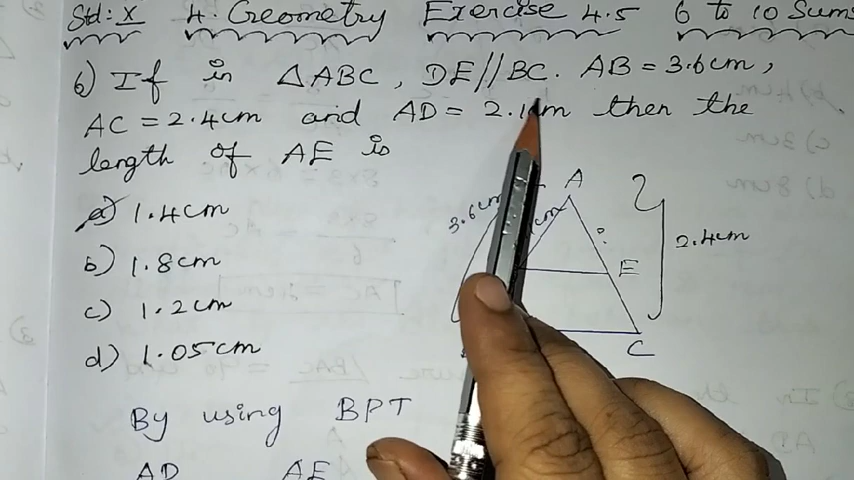 Std: X 4. Geometry Exercise 4.5 6 to 10 Sums
6) If in △ABC, DE//BC. AB = 3.6cm,
AC = 2.4cm and AD = 2.1cm then the
length of AE is
a) 1.4cm
b) 1.8cm
c) 1.2cm
d) 1.05cm
A
3.6cm
?
2.4cm
E
C
By using BPT
AD AE